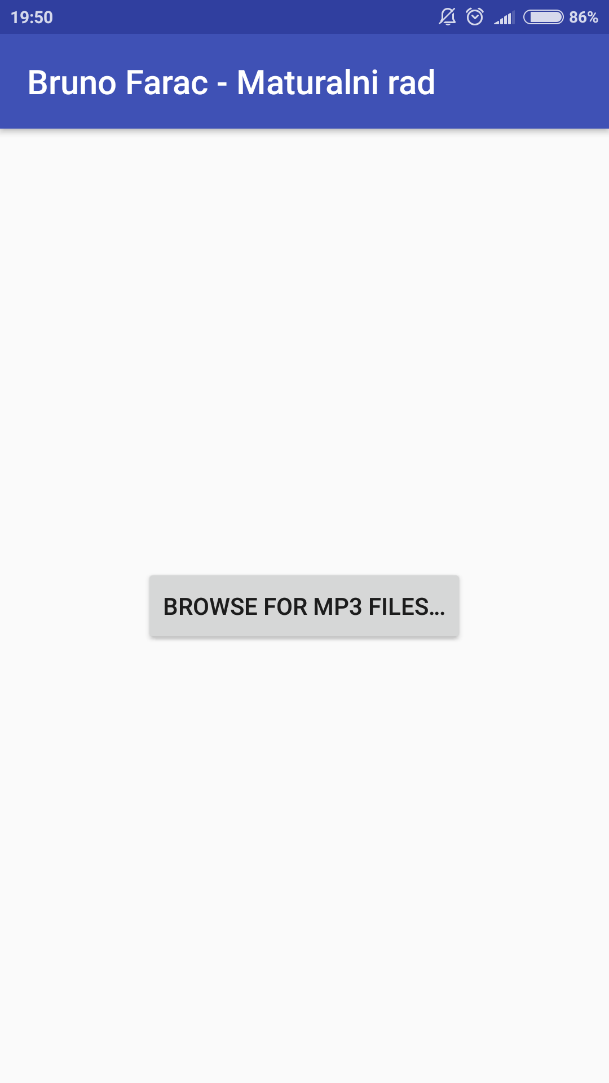 19:50 86%
Bruno Farac - Maturalni rad
BROWSE FOR MP3 FILES...